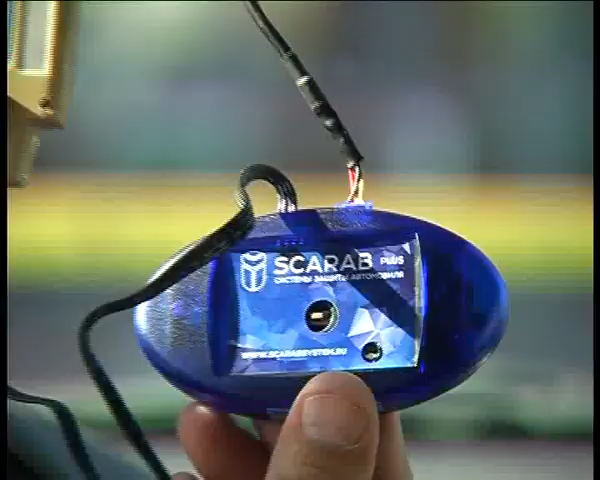 SCARAB PLUS
СИСТЕМЫ ЗАЩИТЫ АВТОМОБИЛЯ
WWW.SCARABSYSTEM.RU